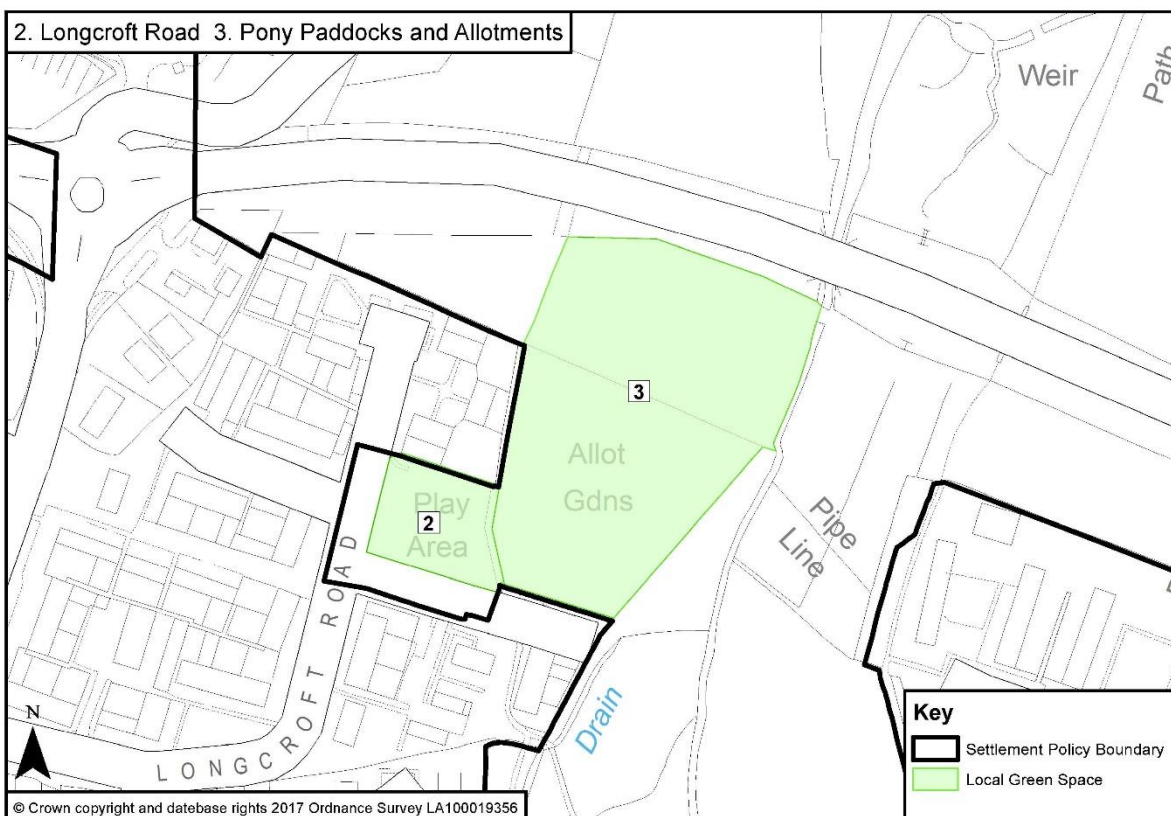 2. Longcroft Road  3. Pony Paddocks and Allotments
Weir
Path
3
Allot
Gdns
Play
2
Area
Pipe
Line
LONGCROFT ROAD
Drain
N
Key
Settlement Policy Boundary
Local Green Space
© Crown copyright and datebase rights 2017 Ordnance Survey LA100019356